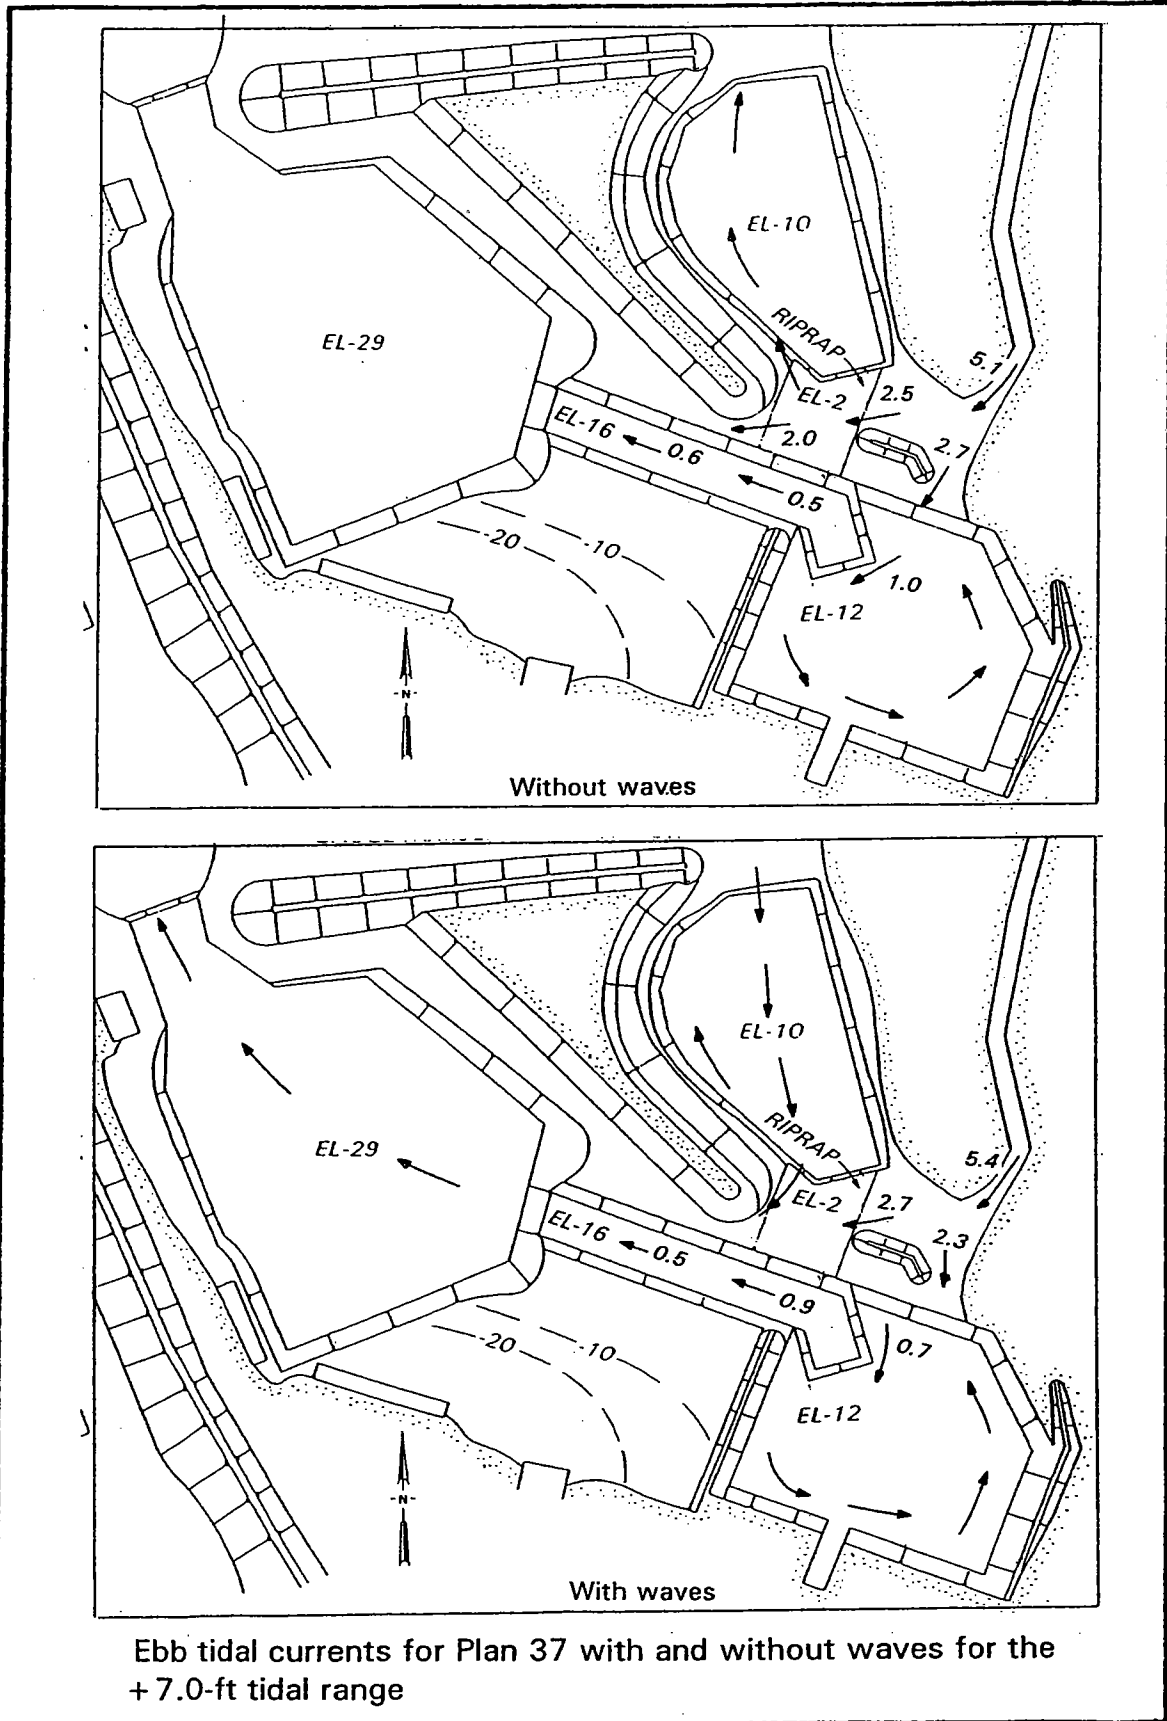 EL-10
RIPRAP
5.1
EL-29
EL-2
2.5
EL-16
2.0
2.7
0.6
0.5
-20
-10
1.0
EL-12
-N-
Without waves
EL-10
RIPRAP
5.4
EL-29
EL-2
2.7
EL-16
2.3
0.5
0.9
-20
-10
0.7
EL-12
-N-
With waves
Ebb tidal currents for Plan 37 with and without waves for the
+7.0-ft tidal range